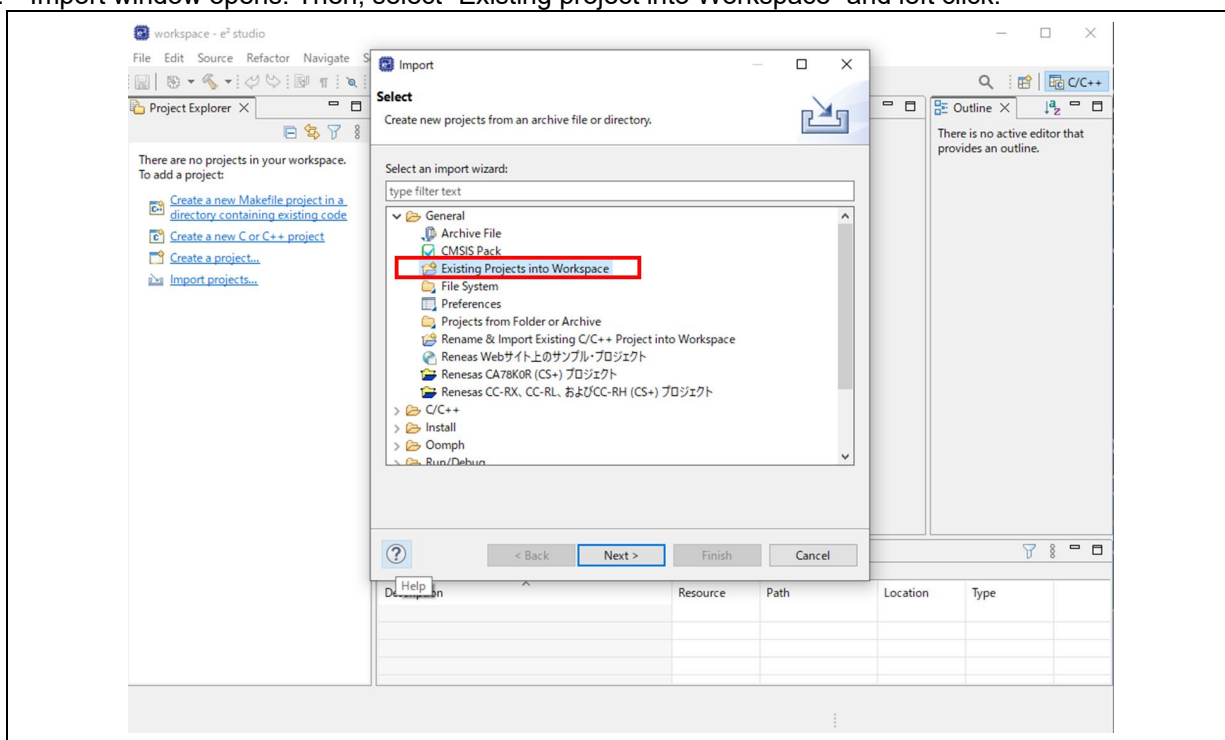 Import window opens. Then, select "Existing project into Workspace" and left click.
workspace - e² studio
File Edit Source Refactor Navigate S
Import
Select
Create new projects from an archive file or directory.
Select an import wizard:
type filter text
General
Archive File
CMSIS Pack
Existing Projects into Workspace
File System
Preferences
Projects from Folder or Archive
Rename & Import Existing C/C++ Project into Workspace
Reneas Webサイト上のサンプル・プロジェクト
Renesas CA78K0R (CS+) プロジェクト
Renesas CC-RX、CC-RL、およびCC-RH (CS+) プロジェクト
C/C++
Install
Oomph
Run/Debug
< Back Next > Finish Cancel
Help
C/C++
Project Explorer
There are no projects in your workspace.
To add a project:
Create a new Makefile project in a
directory containing existing code
Create a new C or C++ project
Create a project...
Import projects...
Outline
There is no active editor that
provides an outline.
Description Resource Path Location Type